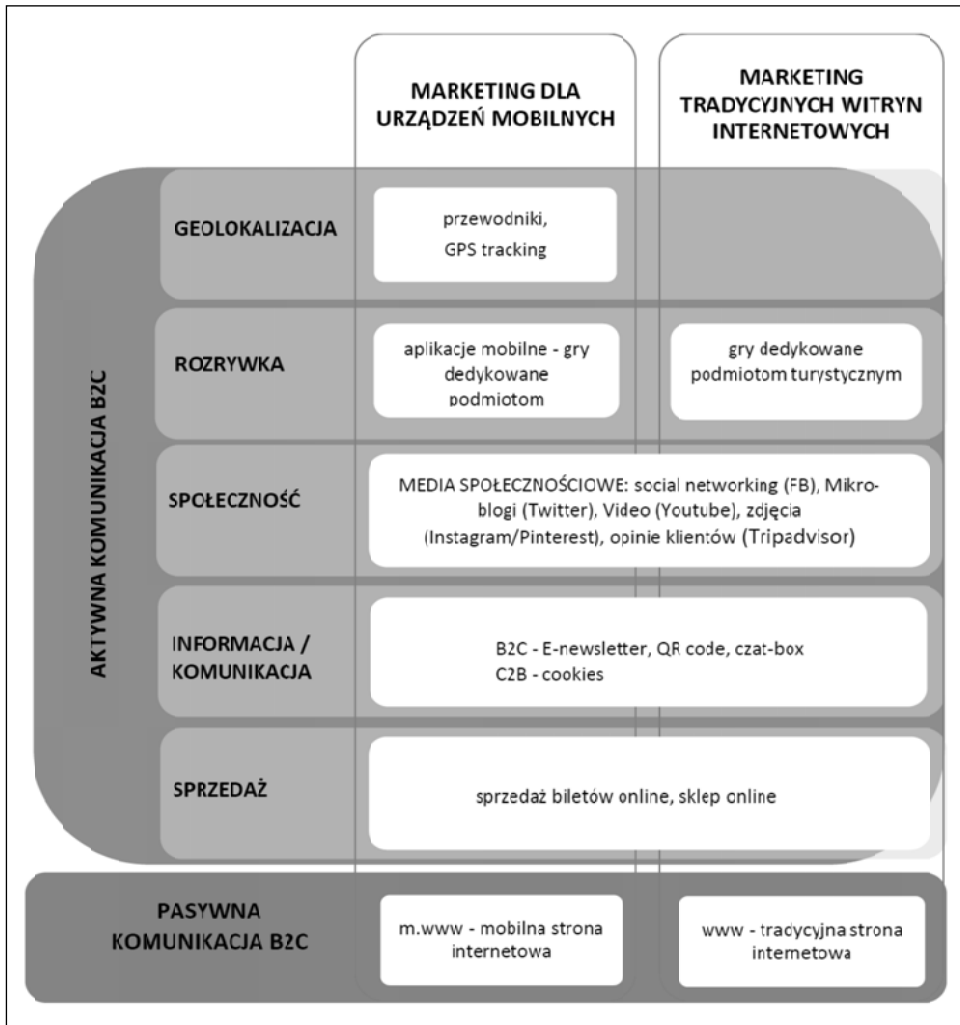 MARKETING DLA
URZĄDZEŃ MOBILNYCH
MARKETING
TRADYCYJNYCH WITRYN
INTERNETOWYCH
AKTYWNA KOMUNIKACJA B2C
GEOLOKALIZACJA
przewodniki,
GPS tracking
ROZRYWKA
aplikacje mobilne - gry
dedykowane
podmiotom
gry dedykowane
podmiotom turystycznym
SPOŁECZNOŚĆ
MEDIA SPOŁECZNOŚCIOWE: social networking (FB), Mikro-
blogi (Twitter), Video (Youtube), zdjęcia
(Instagram/Pinterest), opinie klientów (Tripadvisor)
INFORMACJA /
KOMUNIKACJA
B2C - E-newsletter, QR code, czat-box
C2B - cookies
SPRZEDAŻ
sprzedaż biletów online, sklep online
PASYWNA
KOMUNIKACJA B2C
m.www - mobilna strona
internetowa
www - tradycyjna strona
internetowa